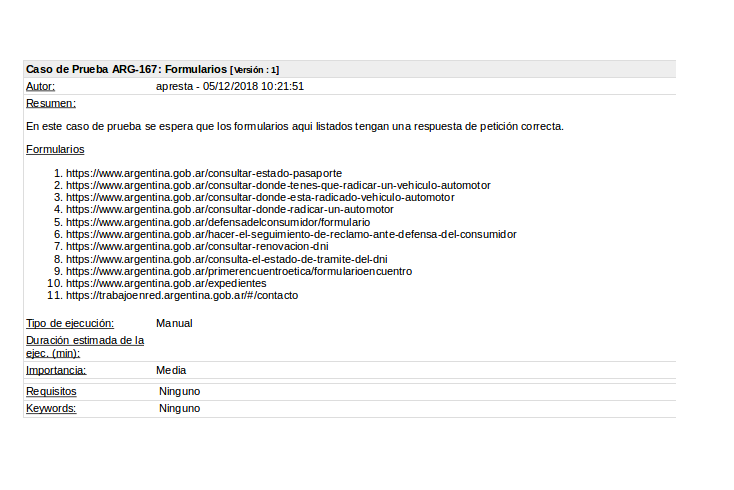 Caso de Prueba ARG-167: Formularios [Versión : 1]
Autor: apresta - 05/12/2018 10:21:51
Resumen:
En este caso de prueba se espera que los formularios aqui listados tengan una respuesta de petición correcta.
Formularios
1. https://www.argentina.gob.ar/consultar-estado-pasaporte
2. https://www.argentina.gob.ar/consultar-donde-tenes-que-radicar-un-vehiculo-automotor
3. https://www.argentina.gob.ar/consultar-donde-esta-radicado-vehiculo-automotor
4. https://www.argentina.gob.ar/consultar-donde-radicar-un-automotor
5. https://www.argentina.gob.ar/defensadelconsumidor/formulario
6. https://www.argentina.gob.ar/hacer-el-seguimiento-de-reclamo-ante-defensa-del-consumidor
7. https://www.argentina.gob.ar/consultar-renovacion-dni
8. https://www.argentina.gob.ar/consulta-el-estado-de-tramite-del-dni
9. https://www.argentina.gob.ar/primerencuentroetica/formularioencuentro
10. https://www.argentina.gob.ar/expedientes
11. https://trabajoenred.argentina.gob.ar/#/contacto
Tipo de ejecución: Manual
Duración estimada de la
ejec. (min):
Importancia: Media
Requisitos Ninguno
Keywords: Ninguno